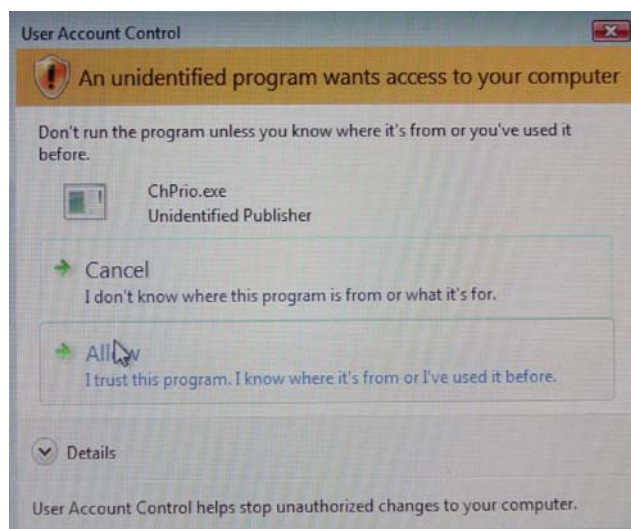 User Account Control
An unidentified program wants access to your computer
Don't run the program unless you know where it's from or you've used it
before.
ChPrio.exe
Unidentified Publisher
Cancel
I don't know where this program is from or what it's for.
Allow
I trust this program. I know where it's from or I've used it before.
Details
User Account Control helps stop unauthorized changes to your computer.